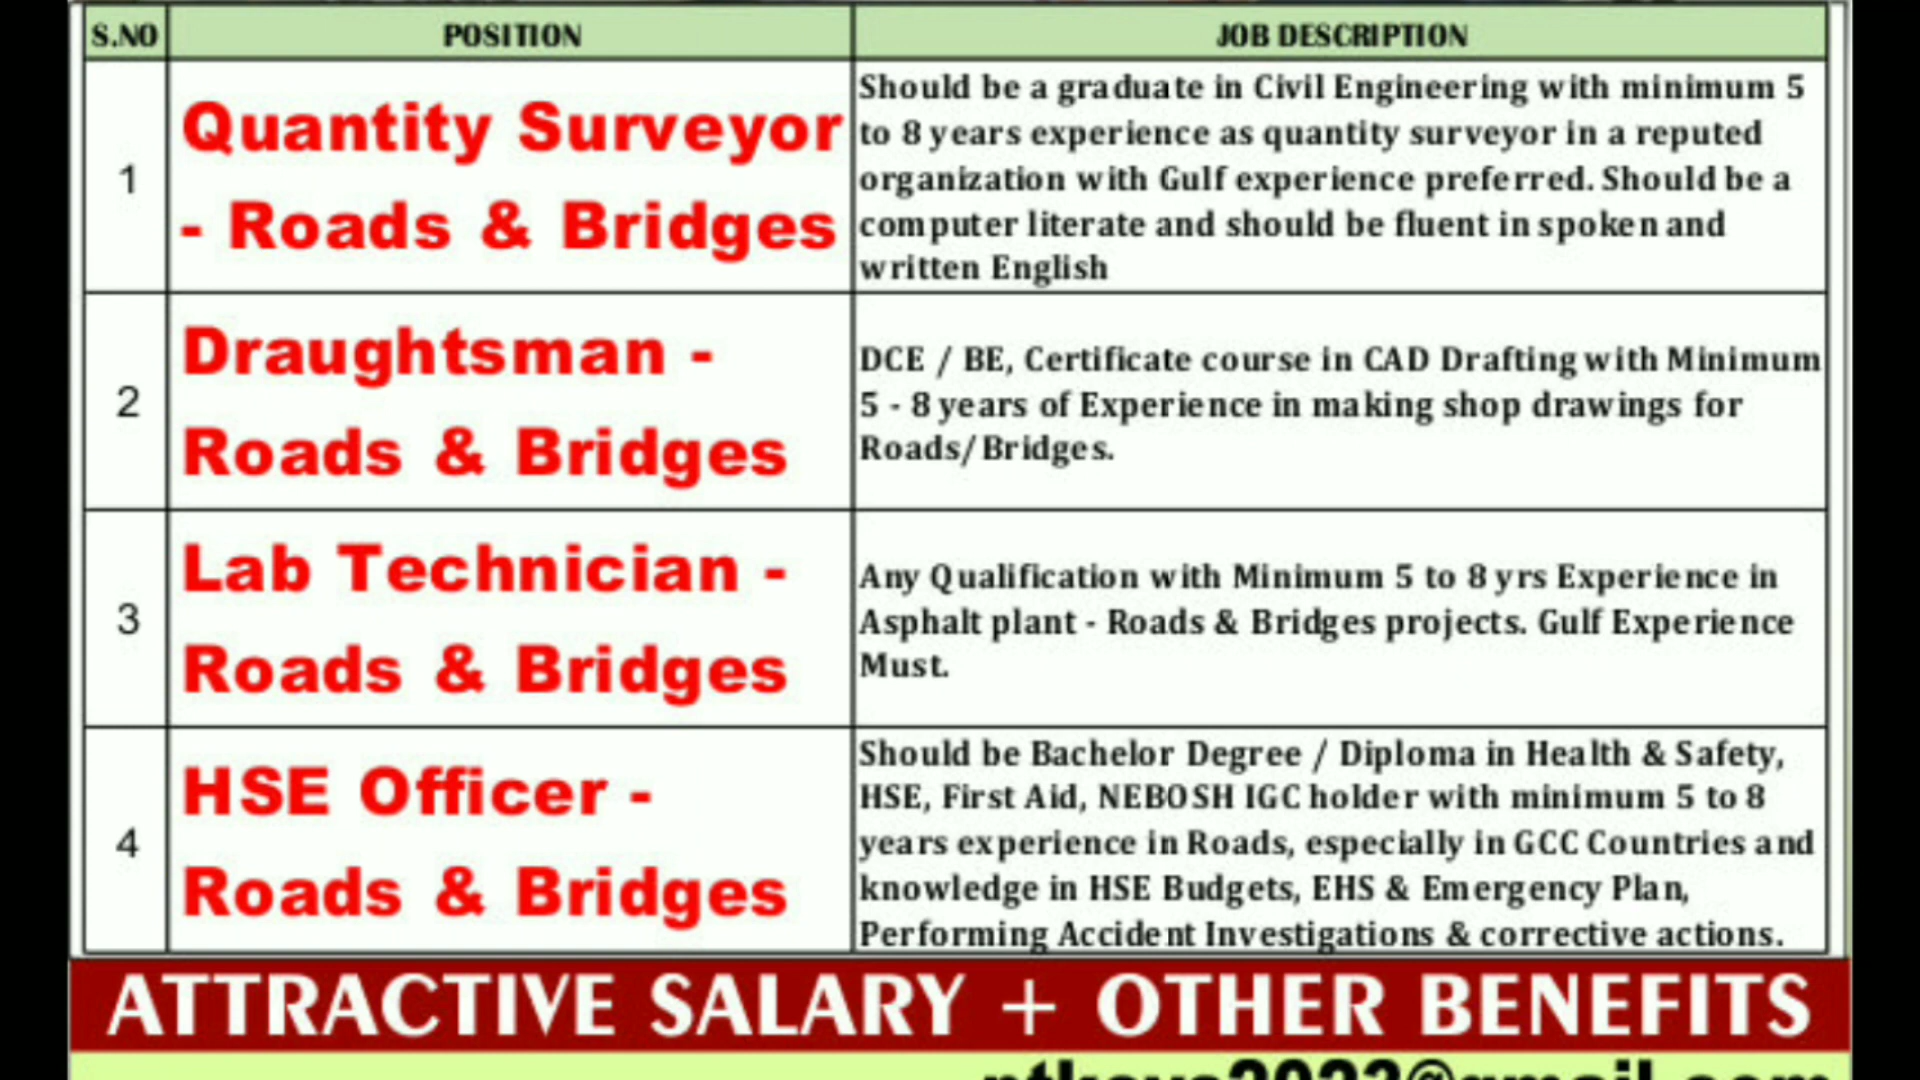 S.NO POSITION JOB DESCRIPTION
1
Quantity Surveyor
- Roads & Bridges
Should be a graduate in Civil Engineering with minimum 5
to 8 years experience as quantity surveyor in a reputed
organization with Gulf experience preferred. Should be a
computer literate and should be fluent in spoken and
written English
2
Draughtsman -
Roads & Bridges
DCE / BE, Certificate course in CAD Drafting with Minimum
5 - 8 years of Experience in making shop drawings for
Roads/Bridges.
3
Lab Technician -
Roads & Bridges
Any Qualification with Minimum 5 to 8 yrs Experience in
Asphalt plant - Roads & Bridges projects. Gulf Experience
Must.
4
HSE Officer -
Roads & Bridges
Should be Bachelor Degree / Diploma in Health & Safety,
HSE, First Aid, NEBOSH IGC holder with minimum 5 to 8
years experience in Roads, especially in GCC Countries and
knowledge in HSE Budgets, EHS & Emergency Plan,
Performing Accident Investigations & corrective actions.
ATTRACTIVE SALARY + OTHER BENEFITS